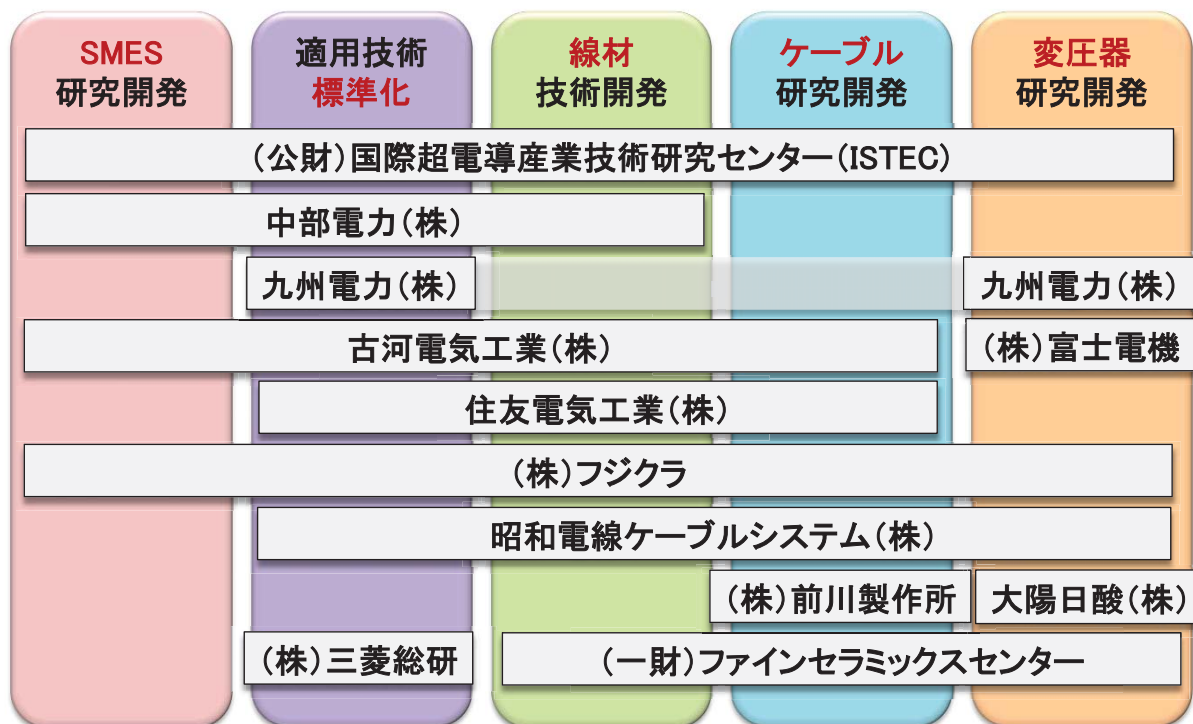 SMES
研究開発
適用技術
標準化
線材
技術開発
ケーブル
研究開発
変圧器
研究開発
(公財)国際超電導産業技術研究センター(ISTEC)
中部電力(株)
九州電力(株)
九州電力(株)
古河電気工業(株)
(株)富士電機
住友電気工業(株)
(株)フジクラ
昭和電線ケーブルシステム(株)
(株)前川製作所
大陽日酸(株)
(株)三菱総研
(一財)ファインセラミックスセンター